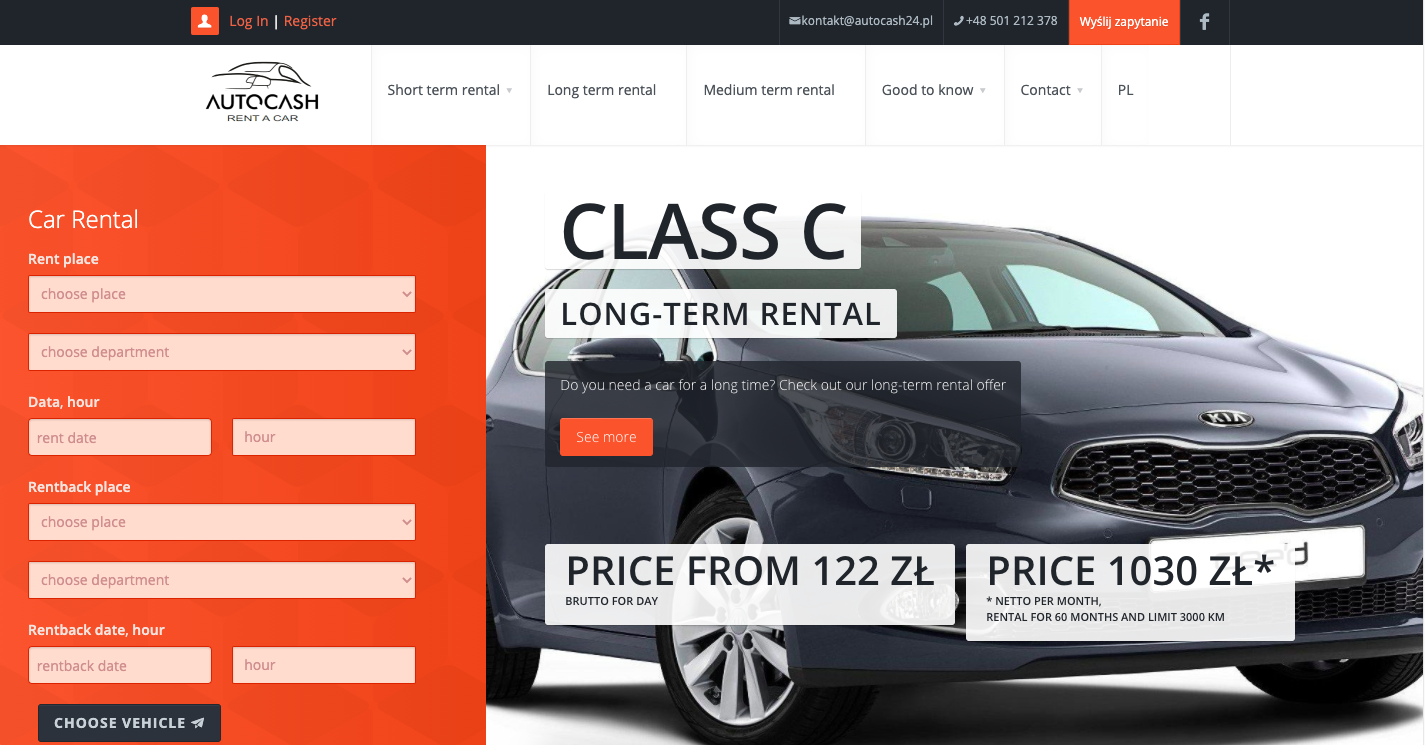 Log In | Register
kontakt@autocash24.pl
+48 501 212 378
Wyślij zapytanie
AUTOCASH
RENT A CAR
Short term rental
Long term rental
Medium term rental
Good to know
Contact
PL
Car Rental
Rent place
choose place
choose department
Data, hour
rent date
hour
Rentback place
choose place
choose department
Rentback date, hour
rentback date
hour
CHOOSE VEHICLE
CLASS C
LONG-TERM RENTAL
Do you need a car for a long time? Check out our long-term rental offer
See more
KIA
PRICE FROM 122 ZŁ
BRUTTO FOR DAY
PRICE 1030 ZŁ*
* NETTO PER MONTH,
RENTAL FOR 60 MONTHS AND LIMIT 3000 KM